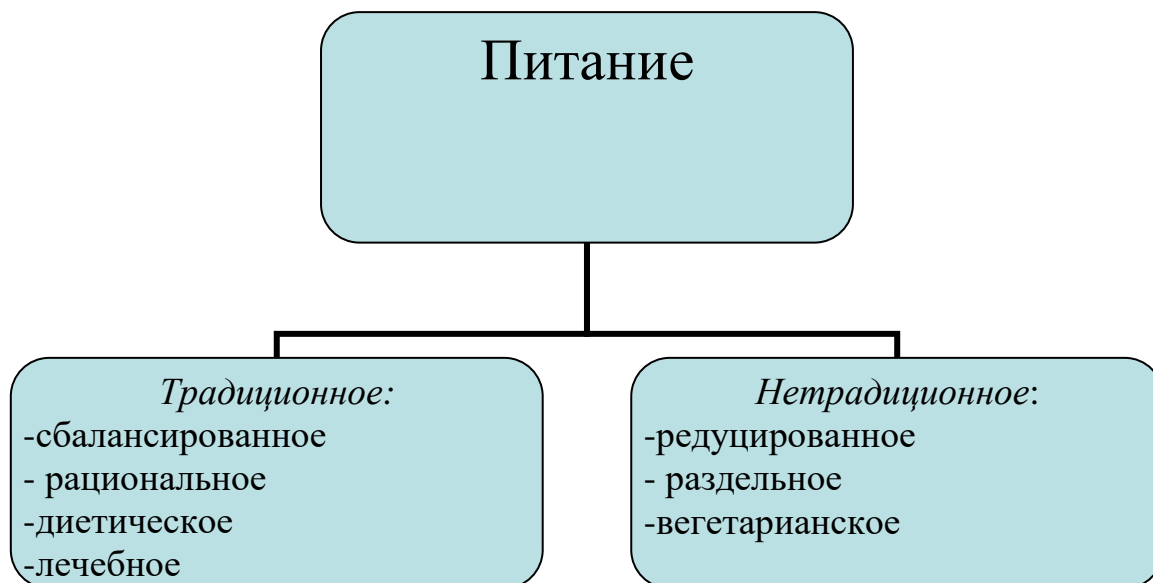 Питание
Традиционное:
-сбалансированное
- рациональное
-диетическое
-лечебное
Нетрадиционное:
-редуцированное
- раздельное
-вегетарианское